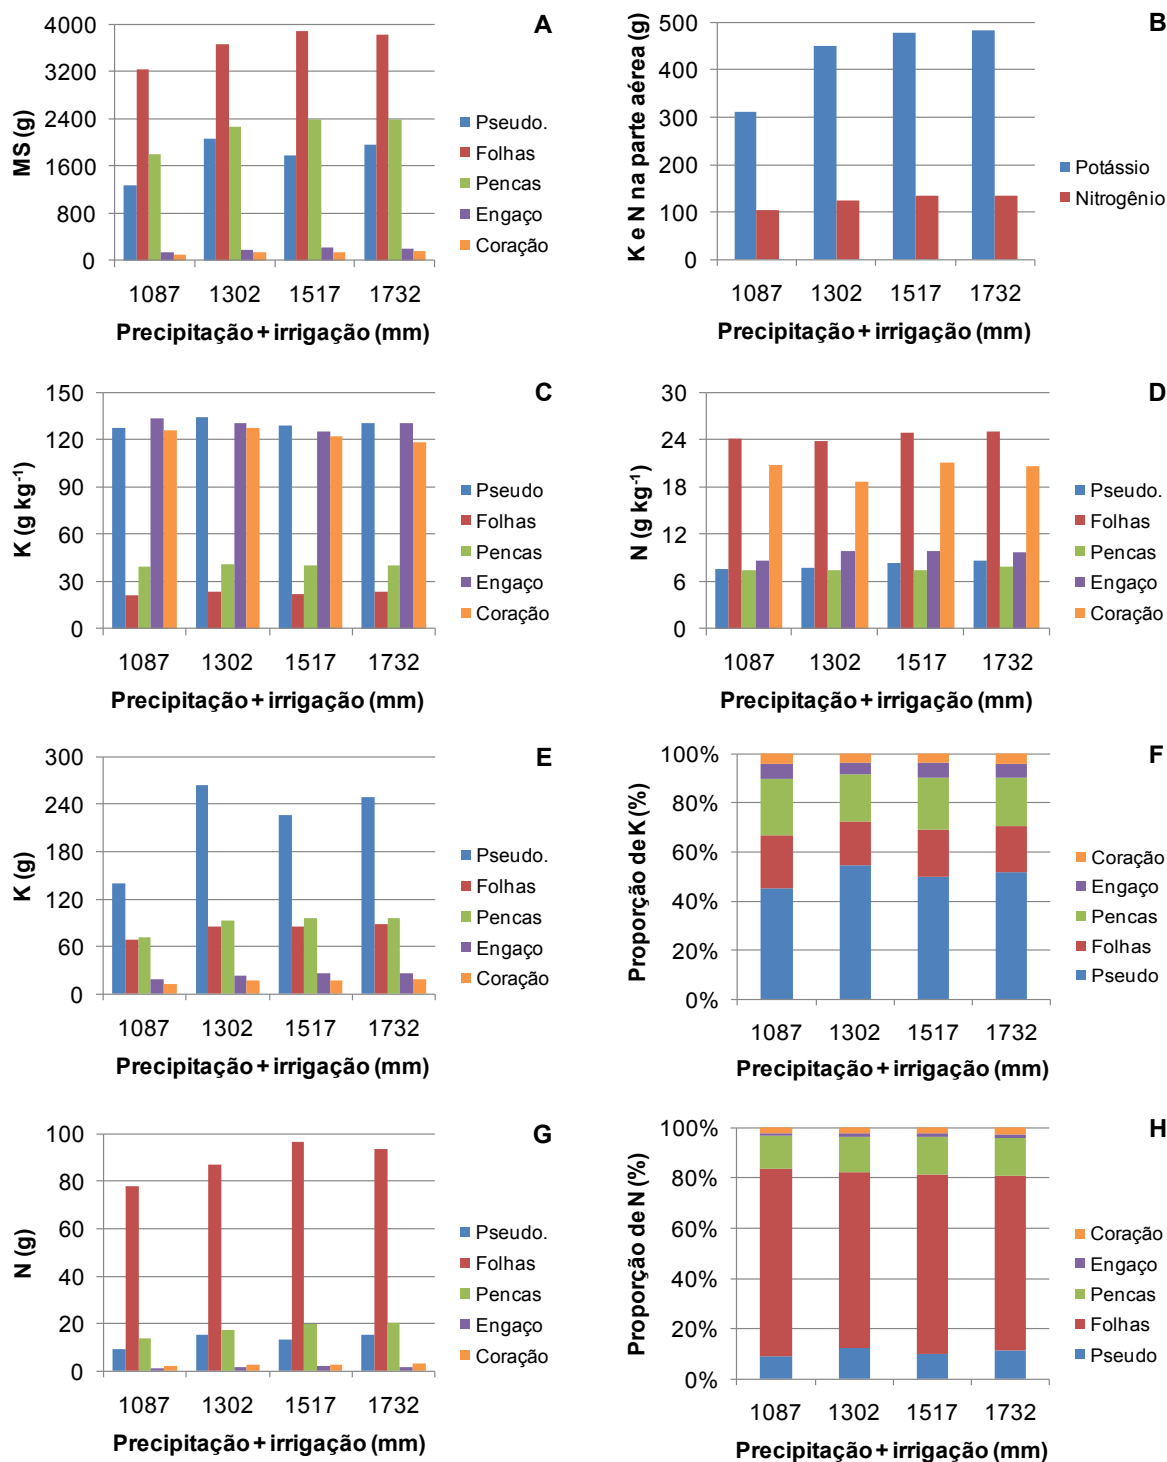 A
MS (g)
4000
3200
2400
1600
800
0
1087 1302 1517 1732
Precipitação + irrigação (mm)
Pseudo.
Folhas
Pencas
Engaço
Coração
B
K e N na parte aérea (g)
500
400
300
200
100
0
1087 1302 1517 1732
Precipitação + irrigação (mm)
Potássio
Nitrogênio
C
K (g kg⁻¹)
150
120
90
60
30
0
1087 1302 1517 1732
Precipitação + irrigação (mm)
Pseudo
Folhas
Pencas
Engaço
Coração
D
N (g kg⁻¹)
30
24
18
12
6
0
1087 1302 1517 1732
Precipitação + irrigação (mm)
Pseudo.
Folhas
Pencas
Engaço
Coração
E
K (g)
300
240
180
120
60
0
1087 1302 1517 1732
Precipitação + irrigação (mm)
Pseudo.
Folhas
Pencas
Engaço
Coração
F
Proporção de K (%)
100%
80%
60%
40%
20%
0%
1087 1302 1517 1732
Precipitação + irrigação (mm)
Coração
Engaço
Pencas
Folhas
Pseudo
G
N (g)
100
80
60
40
20
0
1087 1302 1517 1732
Precipitação + irrigação (mm)
Pseudo.
Folhas
Pencas
Engaço
Coração
H
Proporção de N (%)
100%
80%
60%
40%
20%
0%
1087 1302 1517 1732
Precipitação + irrigação (mm)
Coração
Engaço
Pencas
Folhas
Pseudo